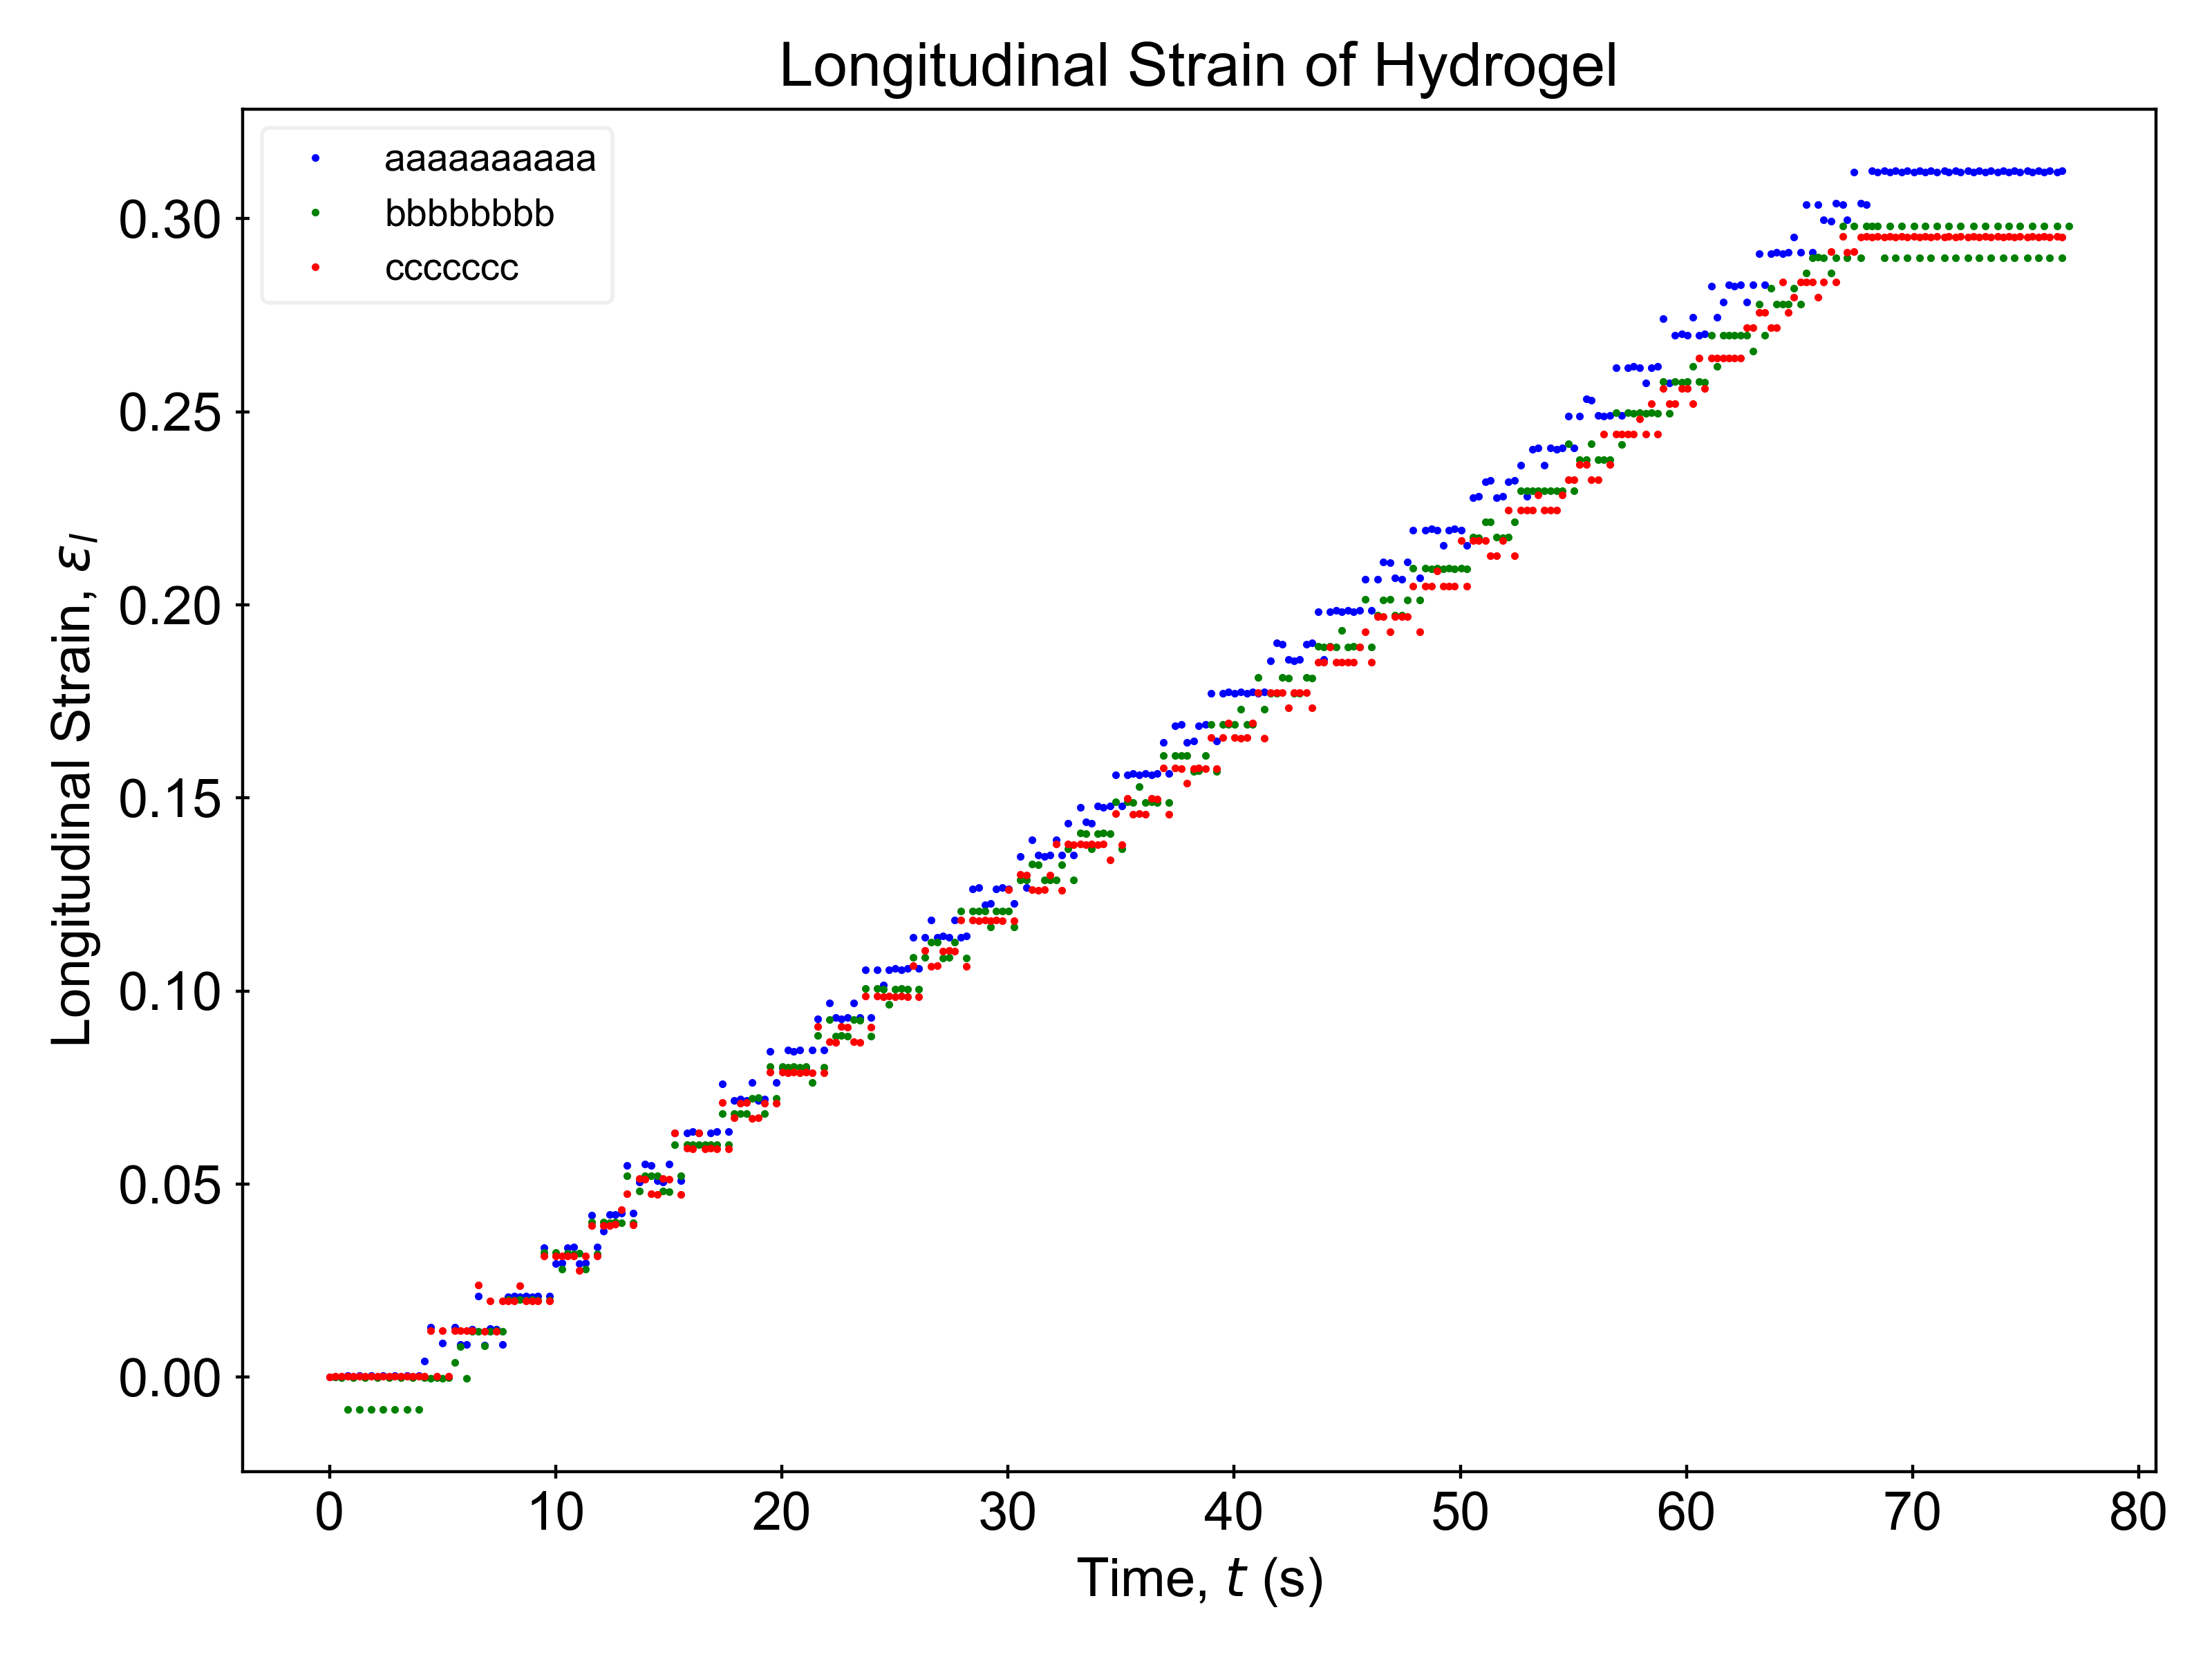 Longitudinal Strain of Hydrogel
aaaaaaaaaa
bbbbbbbb
ccccccc
0.30
0.25
0.20
0.15
0.10
0.05
0.00
Longitudinal Strain, εl
0 10 20 30 40 50 60 70 80
Time, t (s)